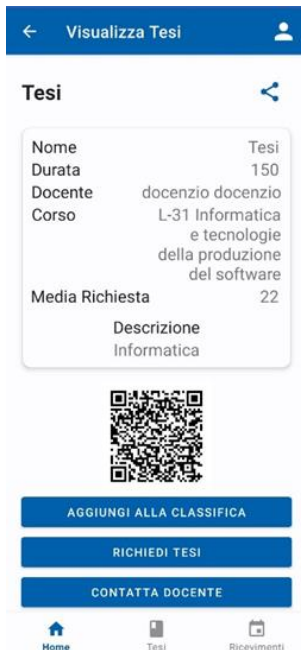 Visualizza Tesi
Tesi
Nome Tesi
Durata 150
Docente docenzio docenzio
Corso L-31 Informatica
e tecnologie
della produzione
del software
Media Richiesta 22
Descrizione
Informatica
AGGIUNGI ALLA CLASSIFICA
RICHIEDI TESI
CONTATTA DOCENTE
Home Tesi Ricevimenti